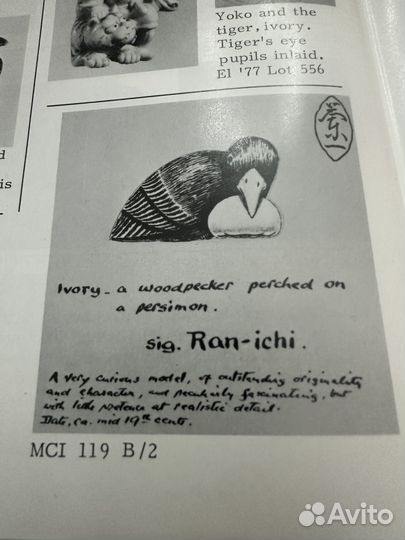 Yoko and the
tiger, ivory.
Tiger's eye
pupils inlaid.
El '77 Lot 556
d
is
Ivory - a woodpecker perched on
a persimon.
sig. Ran-ichi.
A very curious model, of outstanding originality
and character, and peculiarly fascinating, but
with little pretence at realistic detail.
Date, ca. mid 19th cent.
MCI 119 B/2
Avito